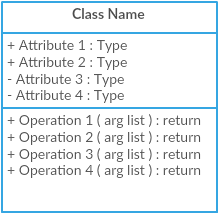 Class Name
+ Attribute 1 : Type
+ Attribute 2 : Type
- Attribute 3 : Type
- Attribute 4 : Type
+ Operation 1 ( arg list ) : return
+ Operation 2 ( arg list ) : return
+ Operation 3 ( arg list ) : return
+ Operation 4 ( arg list ) : return